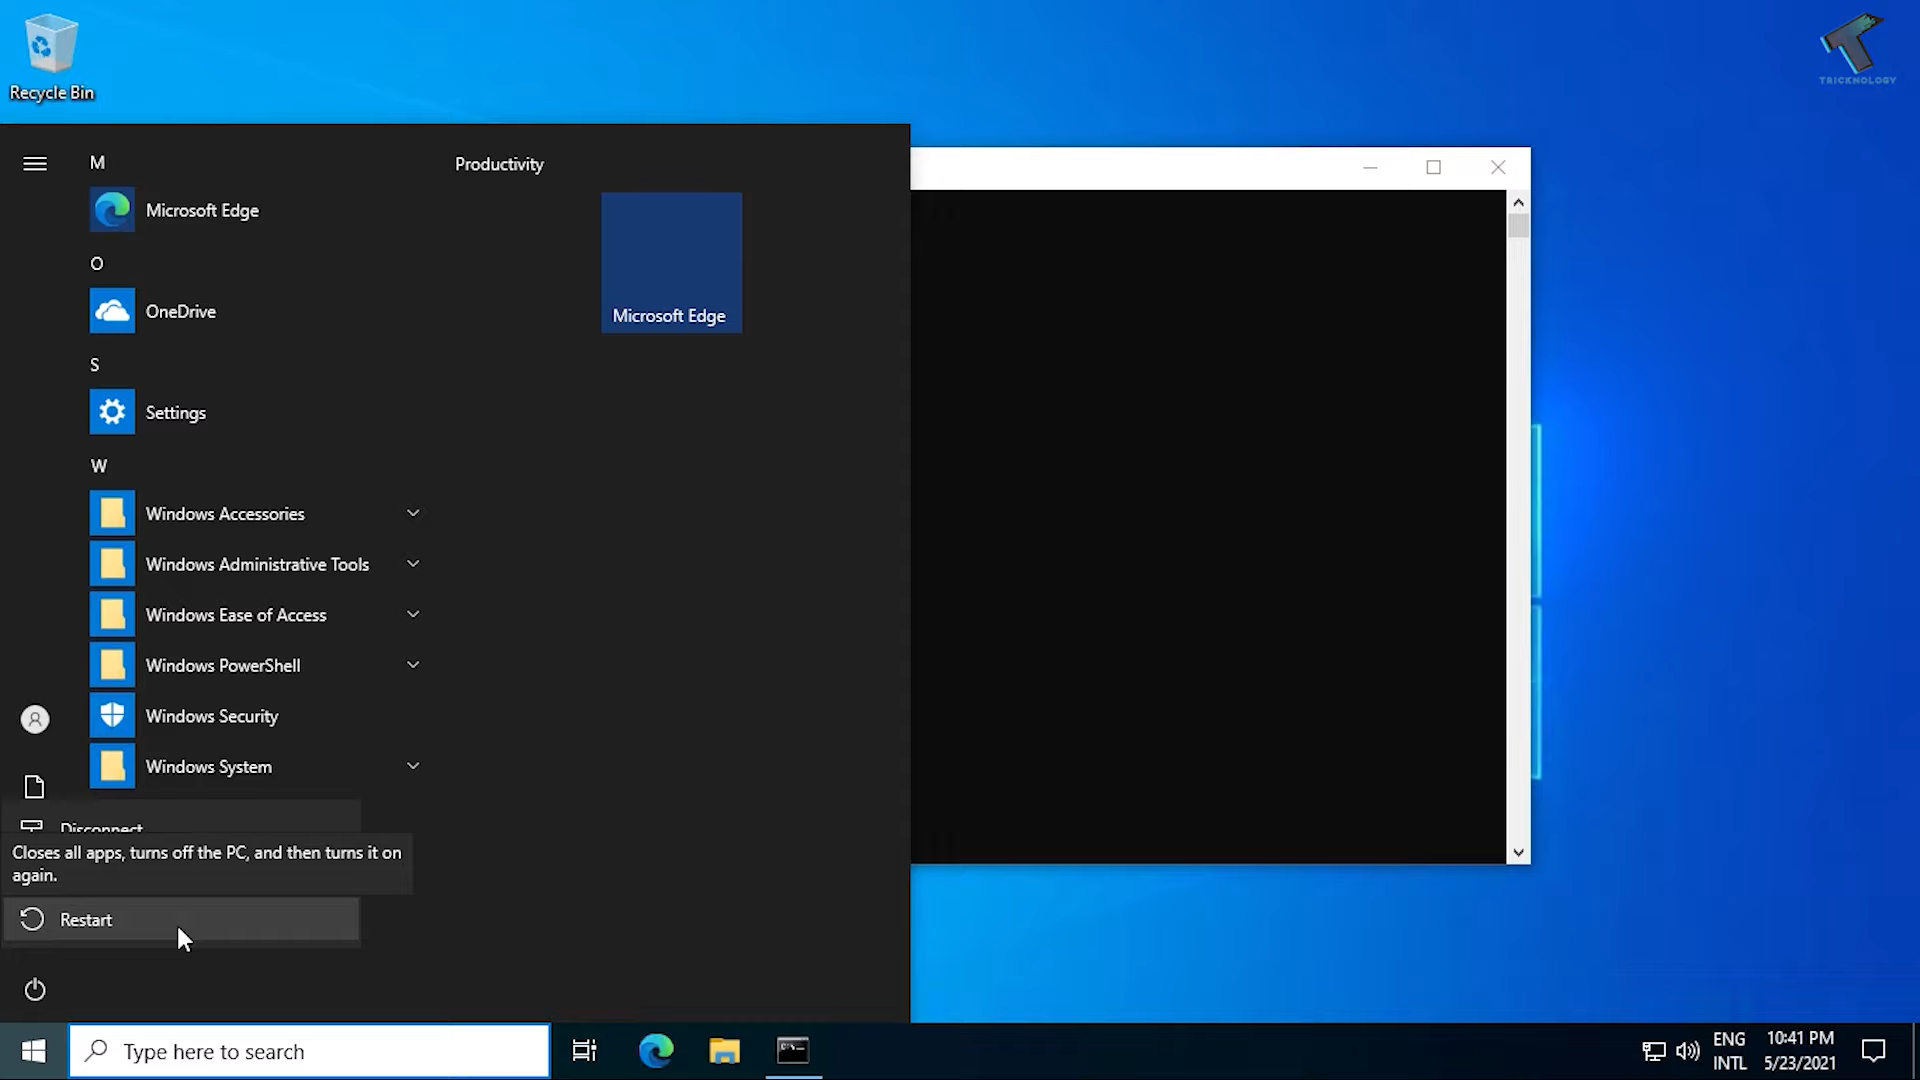 Recycle Bin
TRICKNOLOGY
M
Productivity
Microsoft Edge
O
Microsoft Edge
OneDrive
S
Settings
W
Windows Accessories
Windows Administrative Tools
Windows Ease of Access
Windows PowerShell
Windows Security
Windows System
Disconnect
Closes all apps, turns off the PC, and then turns it on
again.
Restart
Type here to search
ENG
INTL
10:41 PM
5/23/2021